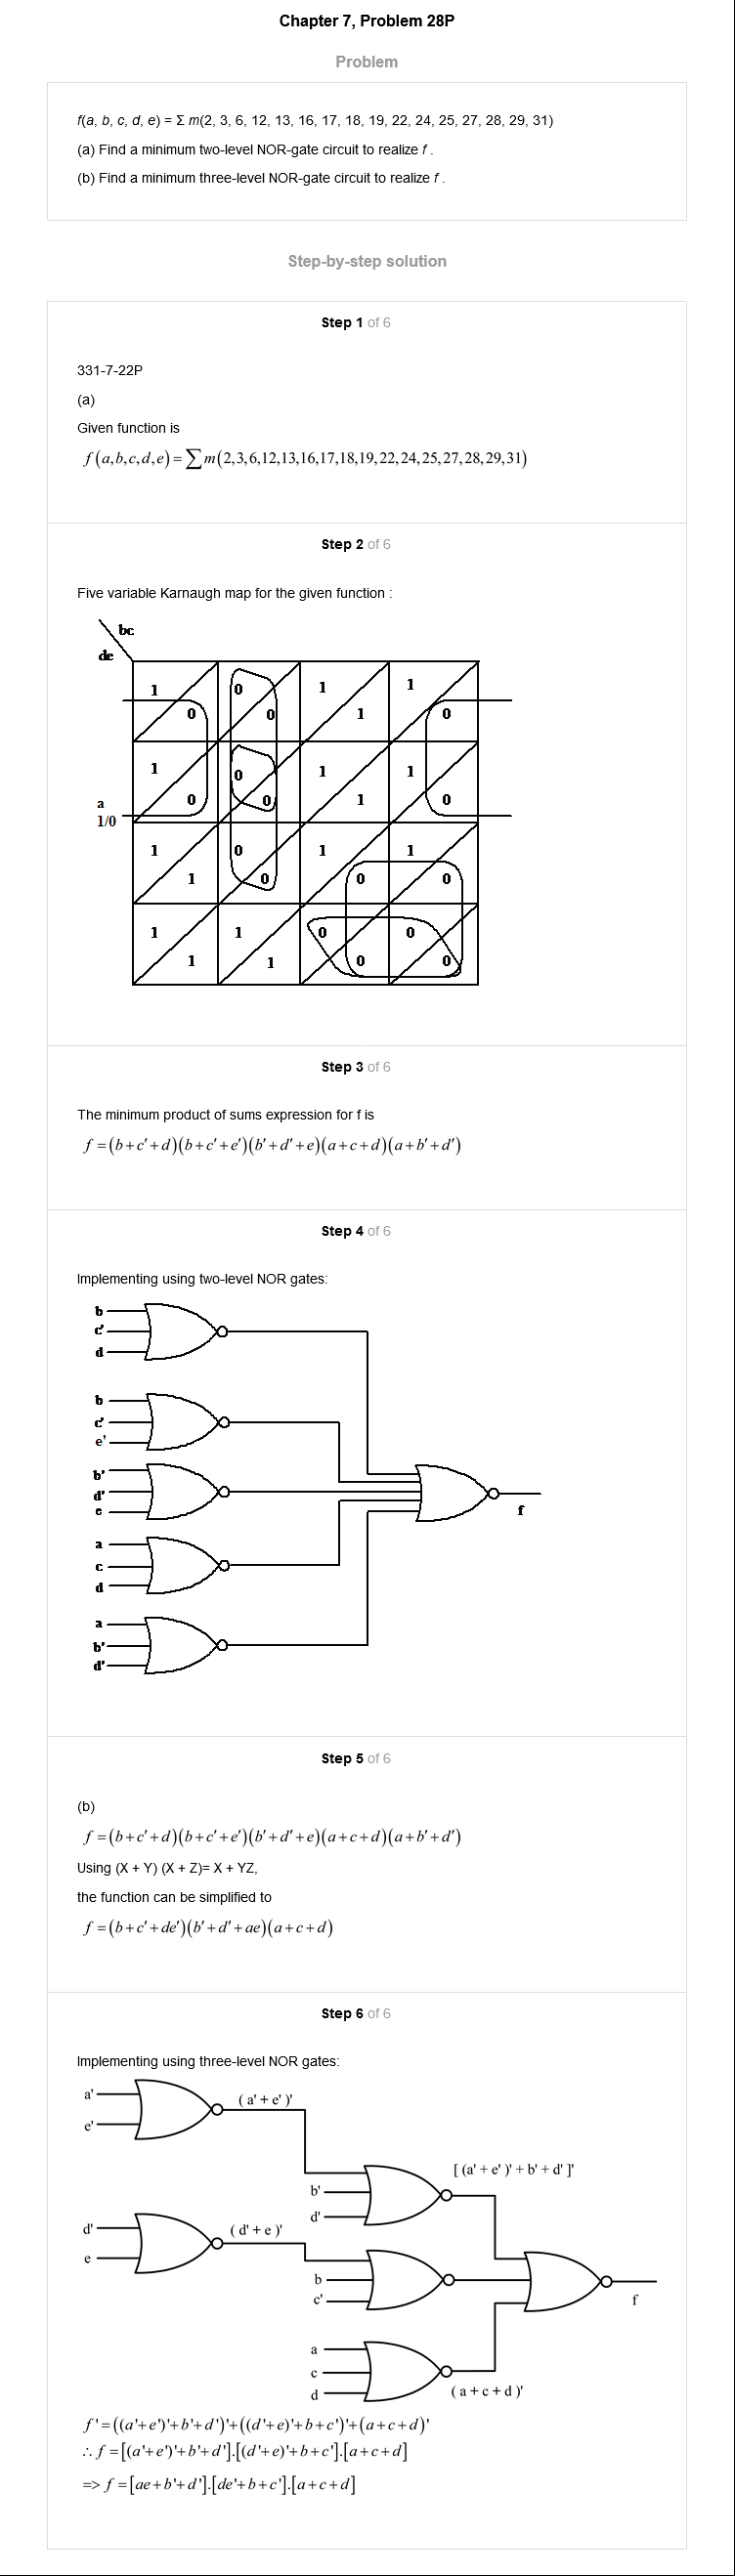 Chapter 7, Problem 28P
Problem
f(a, b, c, d, e) = Σ m(2, 3, 6, 12, 13, 16, 17, 18, 19, 22, 24, 25, 27, 28, 29, 31)
(a) Find a minimum two-level NOR-gate circuit to realize f .
(b) Find a minimum three-level NOR-gate circuit to realize f .
Step-by-step solution
Step 1 of 6
331-7-22P
(a)
Given function is
f(a,b,c,d,e)=∑m(2,3,6,12,13,16,17,18,19,22,24,25,27,28,29,31)
Step 2 of 6
Five variable Karnaugh map for the given function :
bc
de
1 0 1 1
0 0 1 0
1 0 1 1
0 0 1 0
a
1/0
1 0 1 1
1 0 0 0
1 1 0 0
1 1 0 0
Step 3 of 6
The minimum product of sums expression for f is
f=(b+c'+d)(b+c'+e')(b'+d'+e)(a+c+d)(a+b'+d')
Step 4 of 6
Implementing using two-level NOR gates:
b
c'
d
b
c'
e'
b'
d'
e
f
a
c
d
a
b'
d'
Step 5 of 6
(b)
f=(b+c'+d)(b+c'+e')(b'+d'+e)(a+c+d)(a+b'+d')
Using (X + Y) (X + Z)= X + YZ,
the function can be simplified to
f=(b+c'+de')(b'+d'+ae)(a+c+d)
Step 6 of 6
Implementing using three-level NOR gates:
a'
( a' + e' )'
e'
[ (a' + e' )' + b' + d' ]'
b'
d'
d'
( d' + e )'
e
b
c'
f
a
c
d
( a + c + d )'
f'=((a'+e')'+b'+d')'+((d'+e)'+b+c')'+(a+c+d)'
∴ f=[(a'+e')'+b'+d'].[(d'+e)'+b+c'].[a+c+d]
=> f=[ae+b'+d'].[de'+b+c'].[a+c+d]